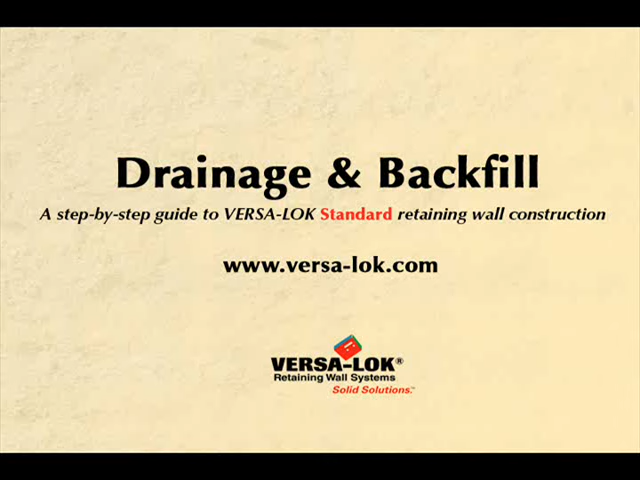 Drainage & Backfill
A step-by-step guide to VERSA-LOK Standard retaining wall construction
www.versa-lok.com
VERSA-LOK®
Retaining Wall Systems
Solid Solutions.™